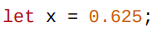 let x = 0.625;